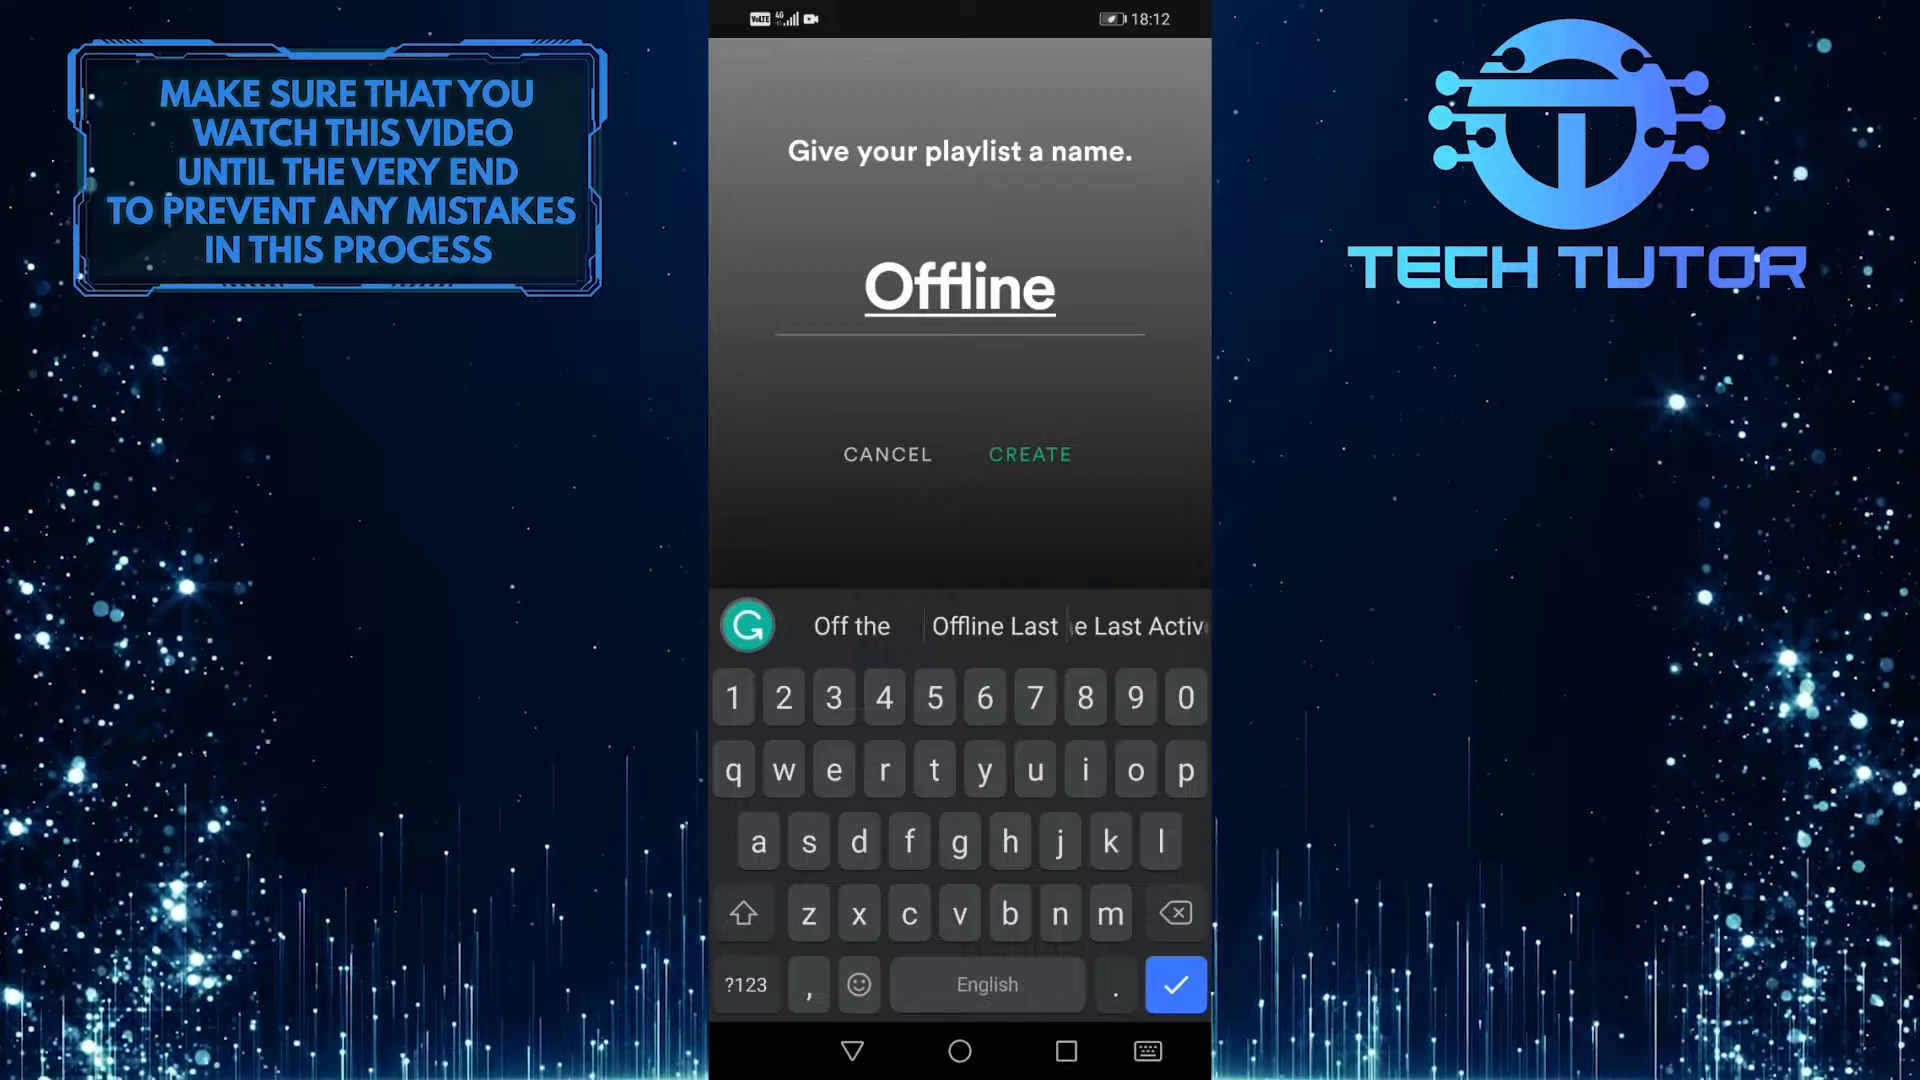 MAKE SURE THAT YOU
WATCH THIS VIDEO
UNTIL THE VERY END
TO PREVENT ANY MISTAKES
IN THIS PROCESS
VoLTE 4G 18:12
Give your playlist a name.
Offline
CANCEL CREATE
TECH TUTOR
Off the Offline Last e Last Activ
1 2 3 4 5 6 7 8 9 0
q w e r t y u i o p
a s d f g h j k l
z x c v b n m
?123 , English .